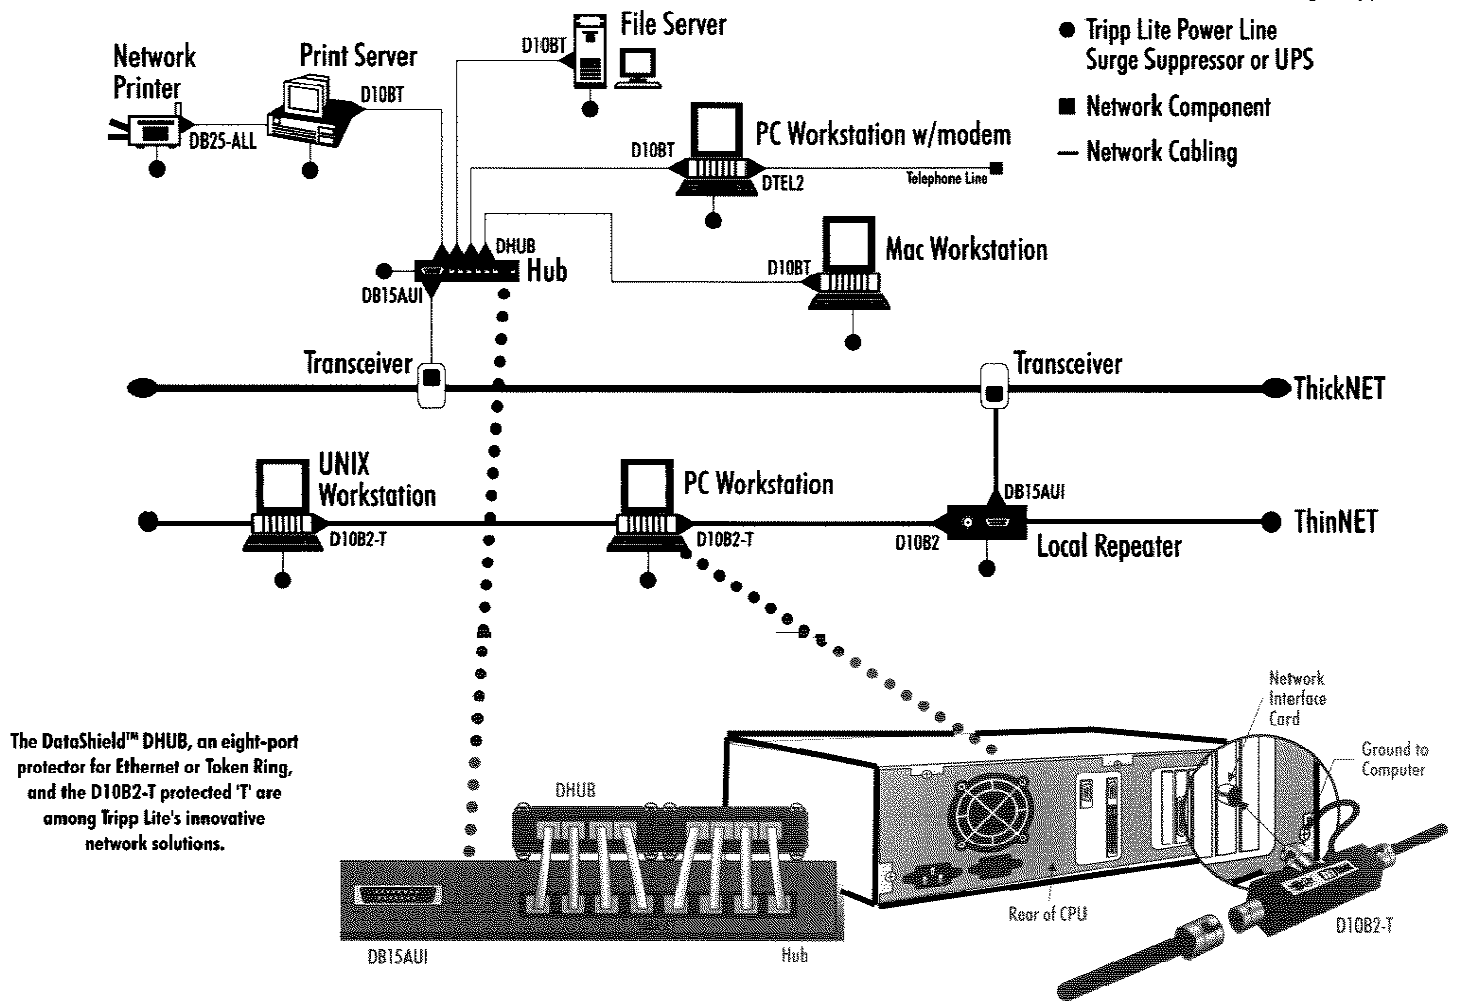 File Server
D10BT
Network
Printer
Print Server
D10BT
DB25-ALL
PC Workstation w/modem
D10BT
DTEL2
Telephone Line
Tripp Lite Power Line
Surge Suppressor or UPS
Network Component
Network Cabling
DHUB
Hub
DB15AUI
Mac Workstation
D10BT
Transceiver
Transceiver
ThickNET
UNIX
Workstation
D10B2-T
PC Workstation
D10B2-T
DB15AUI
D10B2
Local Repeater
ThinNET
The DataShield™ DHUB, an eight-port
protector for Ethernet or Token Ring,
and the D10B2-T protected 'T' are
among Tripp Lite's innovative
network solutions.
DHUB
DB15AUI
Hub
Network
Interface
Card
Ground to
Computer
Rear of CPU
D10B2-T